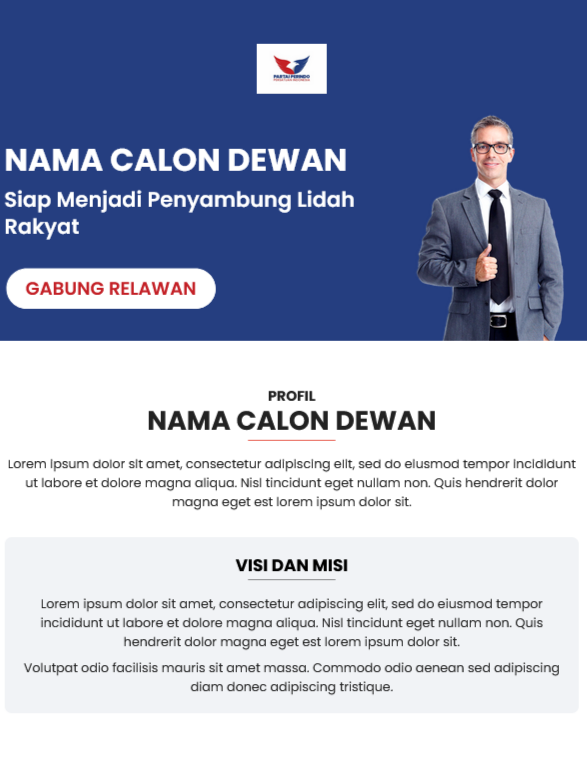 PARTAI PERINDO
NAMA CALON DEWAN
Siap Menjadi Penyambung Lidah
Rakyat
GABUNG RELAWAN
PROFIL
NAMA CALON DEWAN
Lorem ipsum dolor sit amet, consectetur adipiscing elit, sed do eiusmod tempor incididunt
ut labore et dolore magna aliqua. Nisl tincidunt eget nullam non. Quis hendrerit dolor
magna eget est lorem ipsum dolor sit.
VISI DAN MISI
Lorem ipsum dolor sit amet, consectetur adipiscing elit, sed do eiusmod tempor
incididunt ut labore et dolore magna aliqua. Nisl tincidunt eget nullam non. Quis
hendrerit dolor magna eget est lorem ipsum dolor sit.
Volutpat odio facilisis mauris sit amet massa. Commodo odio aenean sed adipiscing
diam donec adipiscing tristique.